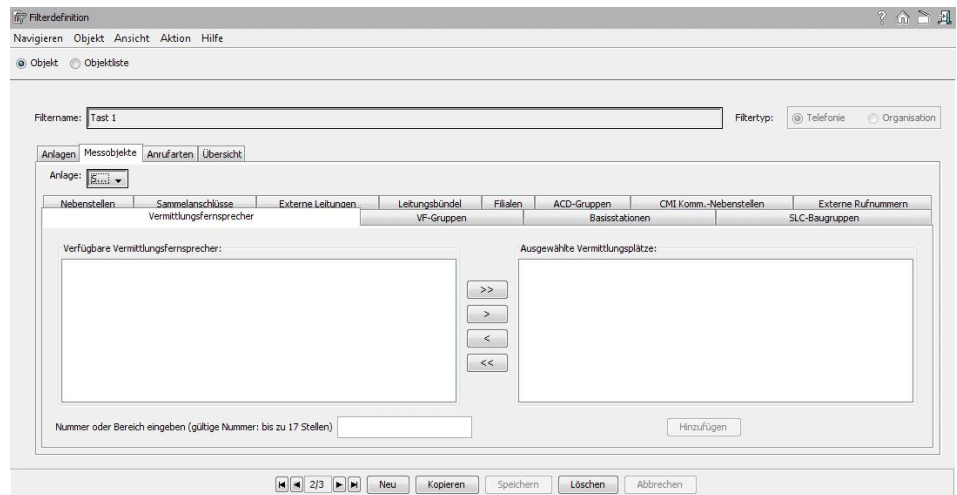 Filterdefinition
Navigieren Objekt Ansicht Aktion Hilfe
Objekt Objektliste
Filtername: Tast 1 Filtertyp: Telefonie Organisation
Anlagen Messobjekte Anrufarten Übersicht
Anlage: S...
Nebenstellen Sammelanschlüsse Externe Leitungen Leitungsbündel Filialen ACD-Gruppen CMI Komm.-Nebenstellen Externe Rufnummern
Vermittlungsfernsprecher VF-Gruppen Basisstationen SLC-Baugruppen
Verfügbare Vermittlungsfernsprecher: Ausgewählte Vermittlungsplätze:
>>
>
<
<<
Nummer oder Bereich eingeben (gültige Nummer: bis zu 17 Stellen) Hinzufügen
2/3 Neu Kopieren Speichern Löschen Abbrechen